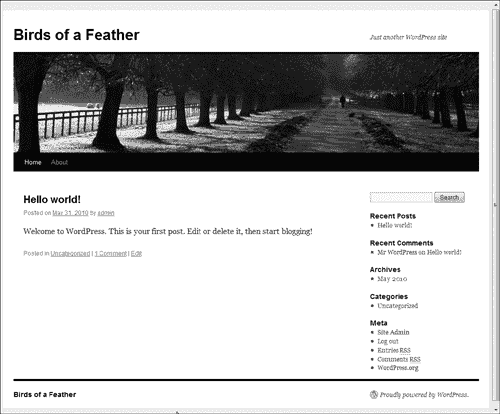 Birds of a Feather
Just another WordPress site
Home About
Hello world!
Posted on May 31, 2010 by admin
Welcome to WordPress. This is your first post. Edit or delete it, then start blogging!
Posted in Uncategorized | 1 Comment | Edit
Search
Recent Posts
Hello world!
Recent Comments
Mr WordPress on Hello world!
Archives
May 2010
Categories
Uncategorized
Meta
Site Admin
Log out
Entries RSS
Comments RSS
WordPress.org
Birds of a Feather
Proudly powered by WordPress.